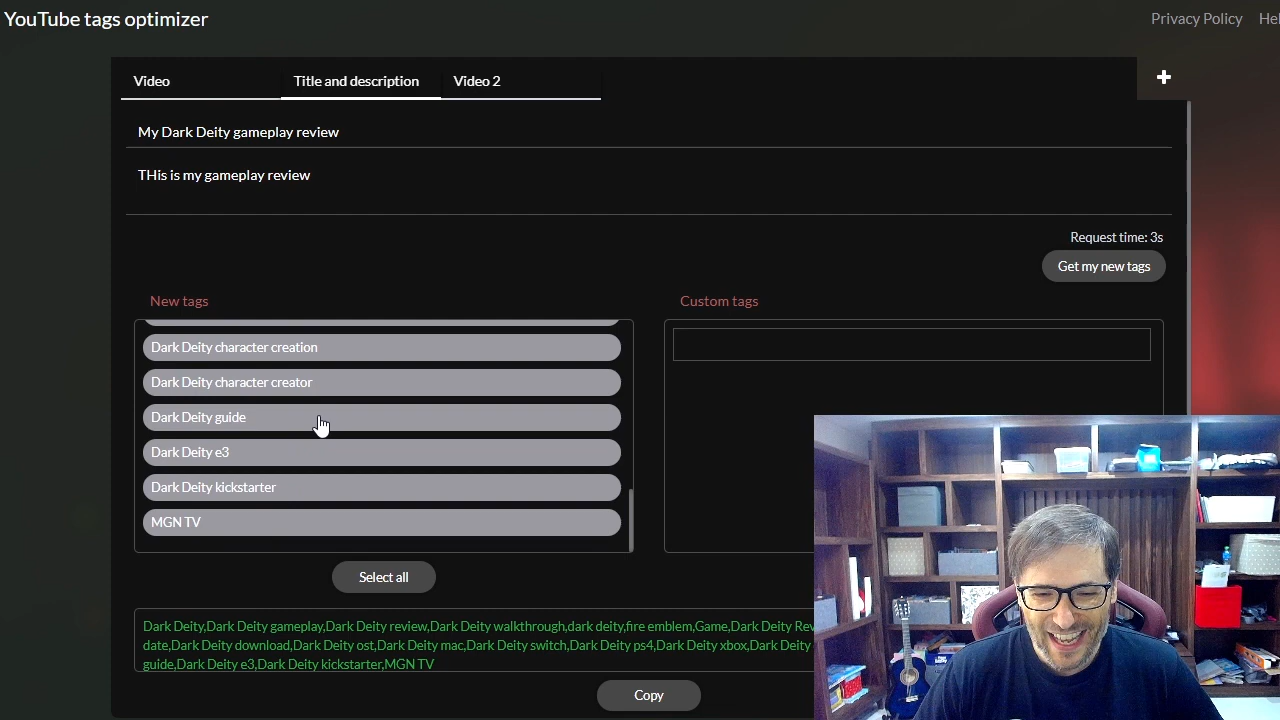 YouTube tags optimizer
Privacy Policy
Video
Title and description
Video 2
+
My Dark Deity gameplay review
THis is my gameplay review
Request time: 3s
Get my new tags
New tags
Custom tags
Dark Deity character creation
Dark Deity character creator
Dark Deity guide
Dark Deity e3
Dark Deity kickstarter
MGN TV
Select all
Dark Deity,Dark Deity gameplay,Dark Deity review,Dark Deity walkthrough,dark deity,fire emblem,Game,Dark Deity
date,Dark Deity download,Dark Deity ost,Dark Deity mac,Dark Deity switch,Dark Deity ps4,Dark Deity xbox,Dark Deity
guide,Dark Deity e3,Dark Deity kickstarter,MGN TV
Copy